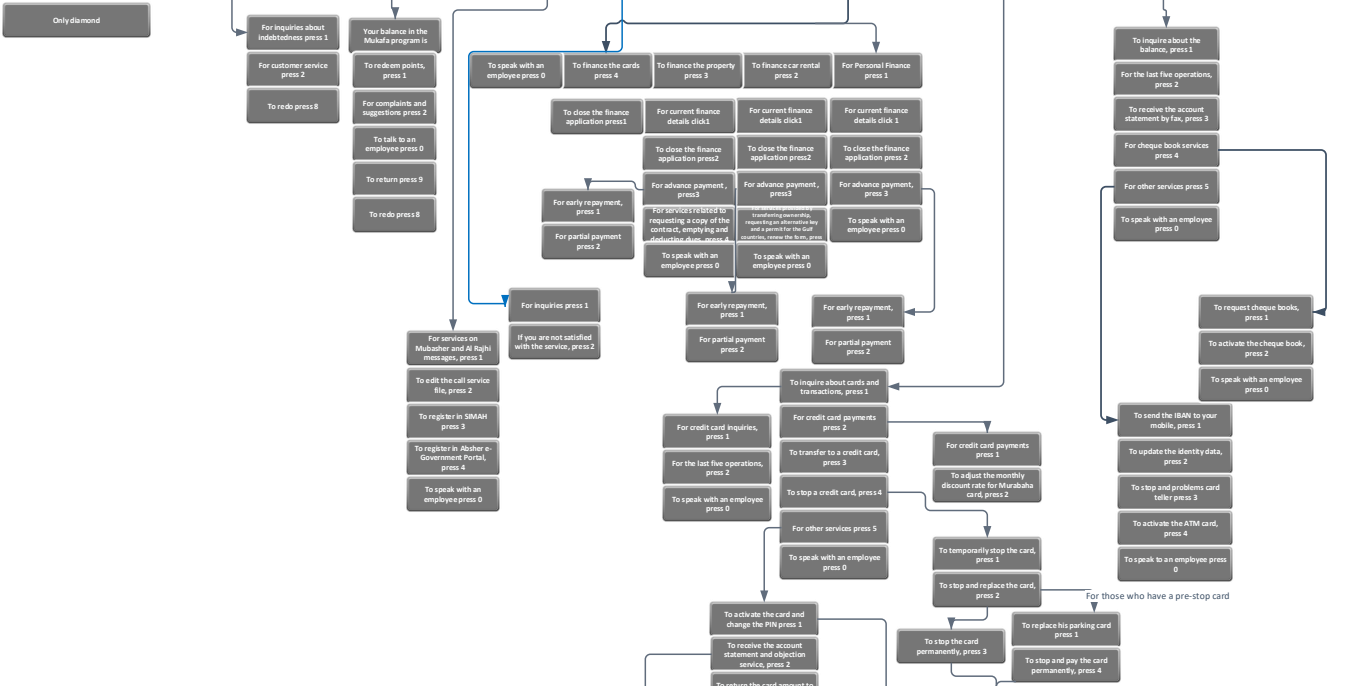 Only diamond
For inquiries about
indebtedness press 1
For customer service
press 2
To redo press 8
Your balance in the
Mukafa program is
To redeem points,
press 1
For complaints and
suggestions press 2
To talk to an
employee press 0
To return press 9
To redo press 8
To speak with an
employee press 0
To finance the cards
press 4
To finance the property
press 3
To finance car rental
press 2
For Personal Finance
press 1
To close the finance
application press1
For current finance
details click1
To close the finance
application press2
For advance payment ,
press3
For services related to
requesting a copy of the
contract, emptying and
deducting dues, press 4
To speak with an
employee press 0
For current finance
details click1
To close the finance
application press2
For advance payment ,
press3
transferring ownership,
requesting an alternative key
and a permit for the Gulf
countries, renew the form, press
To speak with an
employee press 0
For current finance
details click 1
To close the finance
application press 2
For advance payment,
press 3
To speak with an
employee press 0
For early repayment,
press 1
For partial payment
press 2
For early repayment,
press 1
For partial payment
press 2
For early repayment,
press 1
For partial payment
press 2
For inquiries press 1
If you are not satisfied
with the service, press 2
For services on
Mubasher and Al Rajhi
messages, press 1
To edit the call service
file, press 2
To register in SIMAH
press 3
To register in Absher e-
Government Portal,
press 4
To speak with an
employee press 0
To inquire about cards and
transactions, press 1
For credit card payments
press 2
To transfer to a credit card,
press 3
To stop a credit card, press 4
For other services press 5
To speak with an employee
press 0
For credit card inquiries,
press 1
For the last five operations,
press 2
To speak with an employee
press 0
For credit card payments
press 1
To adjust the monthly
discount rate for Murabaha
card, press 2
To temporarily stop the card,
press 1
To stop and replace the card,
press 2
For those who have a pre-stop card
To stop the card
permanently, press 3
To replace his parking card
press 1
To stop and pay the card
permanently, press 4
To activate the card and
change the PIN press 1
To receive the account
statement and objection
service, press 2
To return the card amount to
To inquire about the
balance, press 1
For the last five operations,
press 2
To receive the account
statement by fax, press 3
For cheque book services
press 4
For other services press 5
To speak with an employee
press 0
To request cheque books,
press 1
To activate the cheque book,
press 2
To speak with an employee
press 0
To send the IBAN to your
mobile, press 1
To update the identity data,
press 2
To stop and problems card
teller press 3
To activate the ATM card,
press 4
To speak to an employee press
0